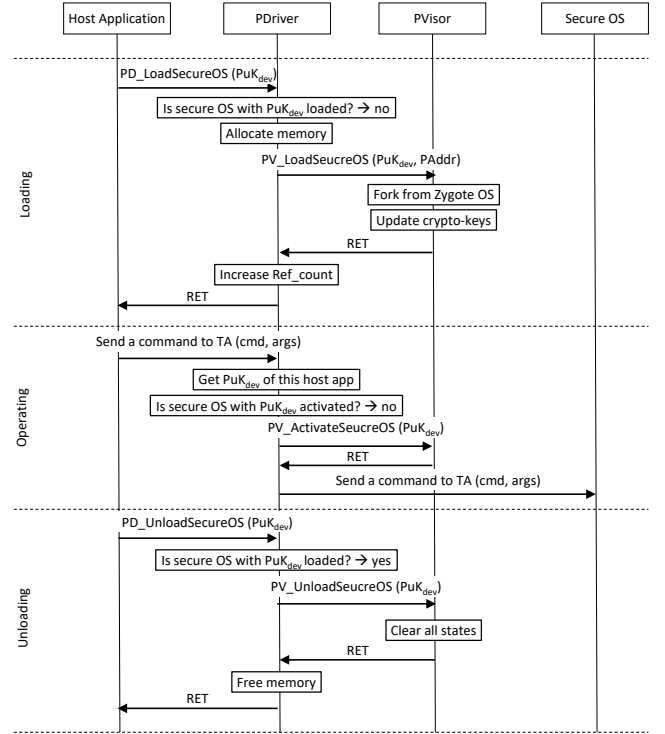 Host Application
PDriver
PVisor
Secure OS
Loading
PD_LoadSecureOS (PuKdev)
Is secure OS with PuKdev loaded? → no
Allocate memory
PV_LoadSeucreOS (PuKdev, PAddr)
Fork from Zygote OS
Update crypto-keys
RET
Increase Ref_count
RET
Operating
Send a command to TA (cmd, args)
Get PuKdev of this host app
Is secure OS with PuKdev activated? → no
PV_ActivateSeucreOS (PuKdev)
RET
Send a command to TA (cmd, args)
Unloading
PD_UnloadSecureOS (PuKdev)
Is secure OS with PuKdev loaded? → yes
PV_UnloadSeucreOS (PuKdev)
Clear all states
RET
Free memory
RET